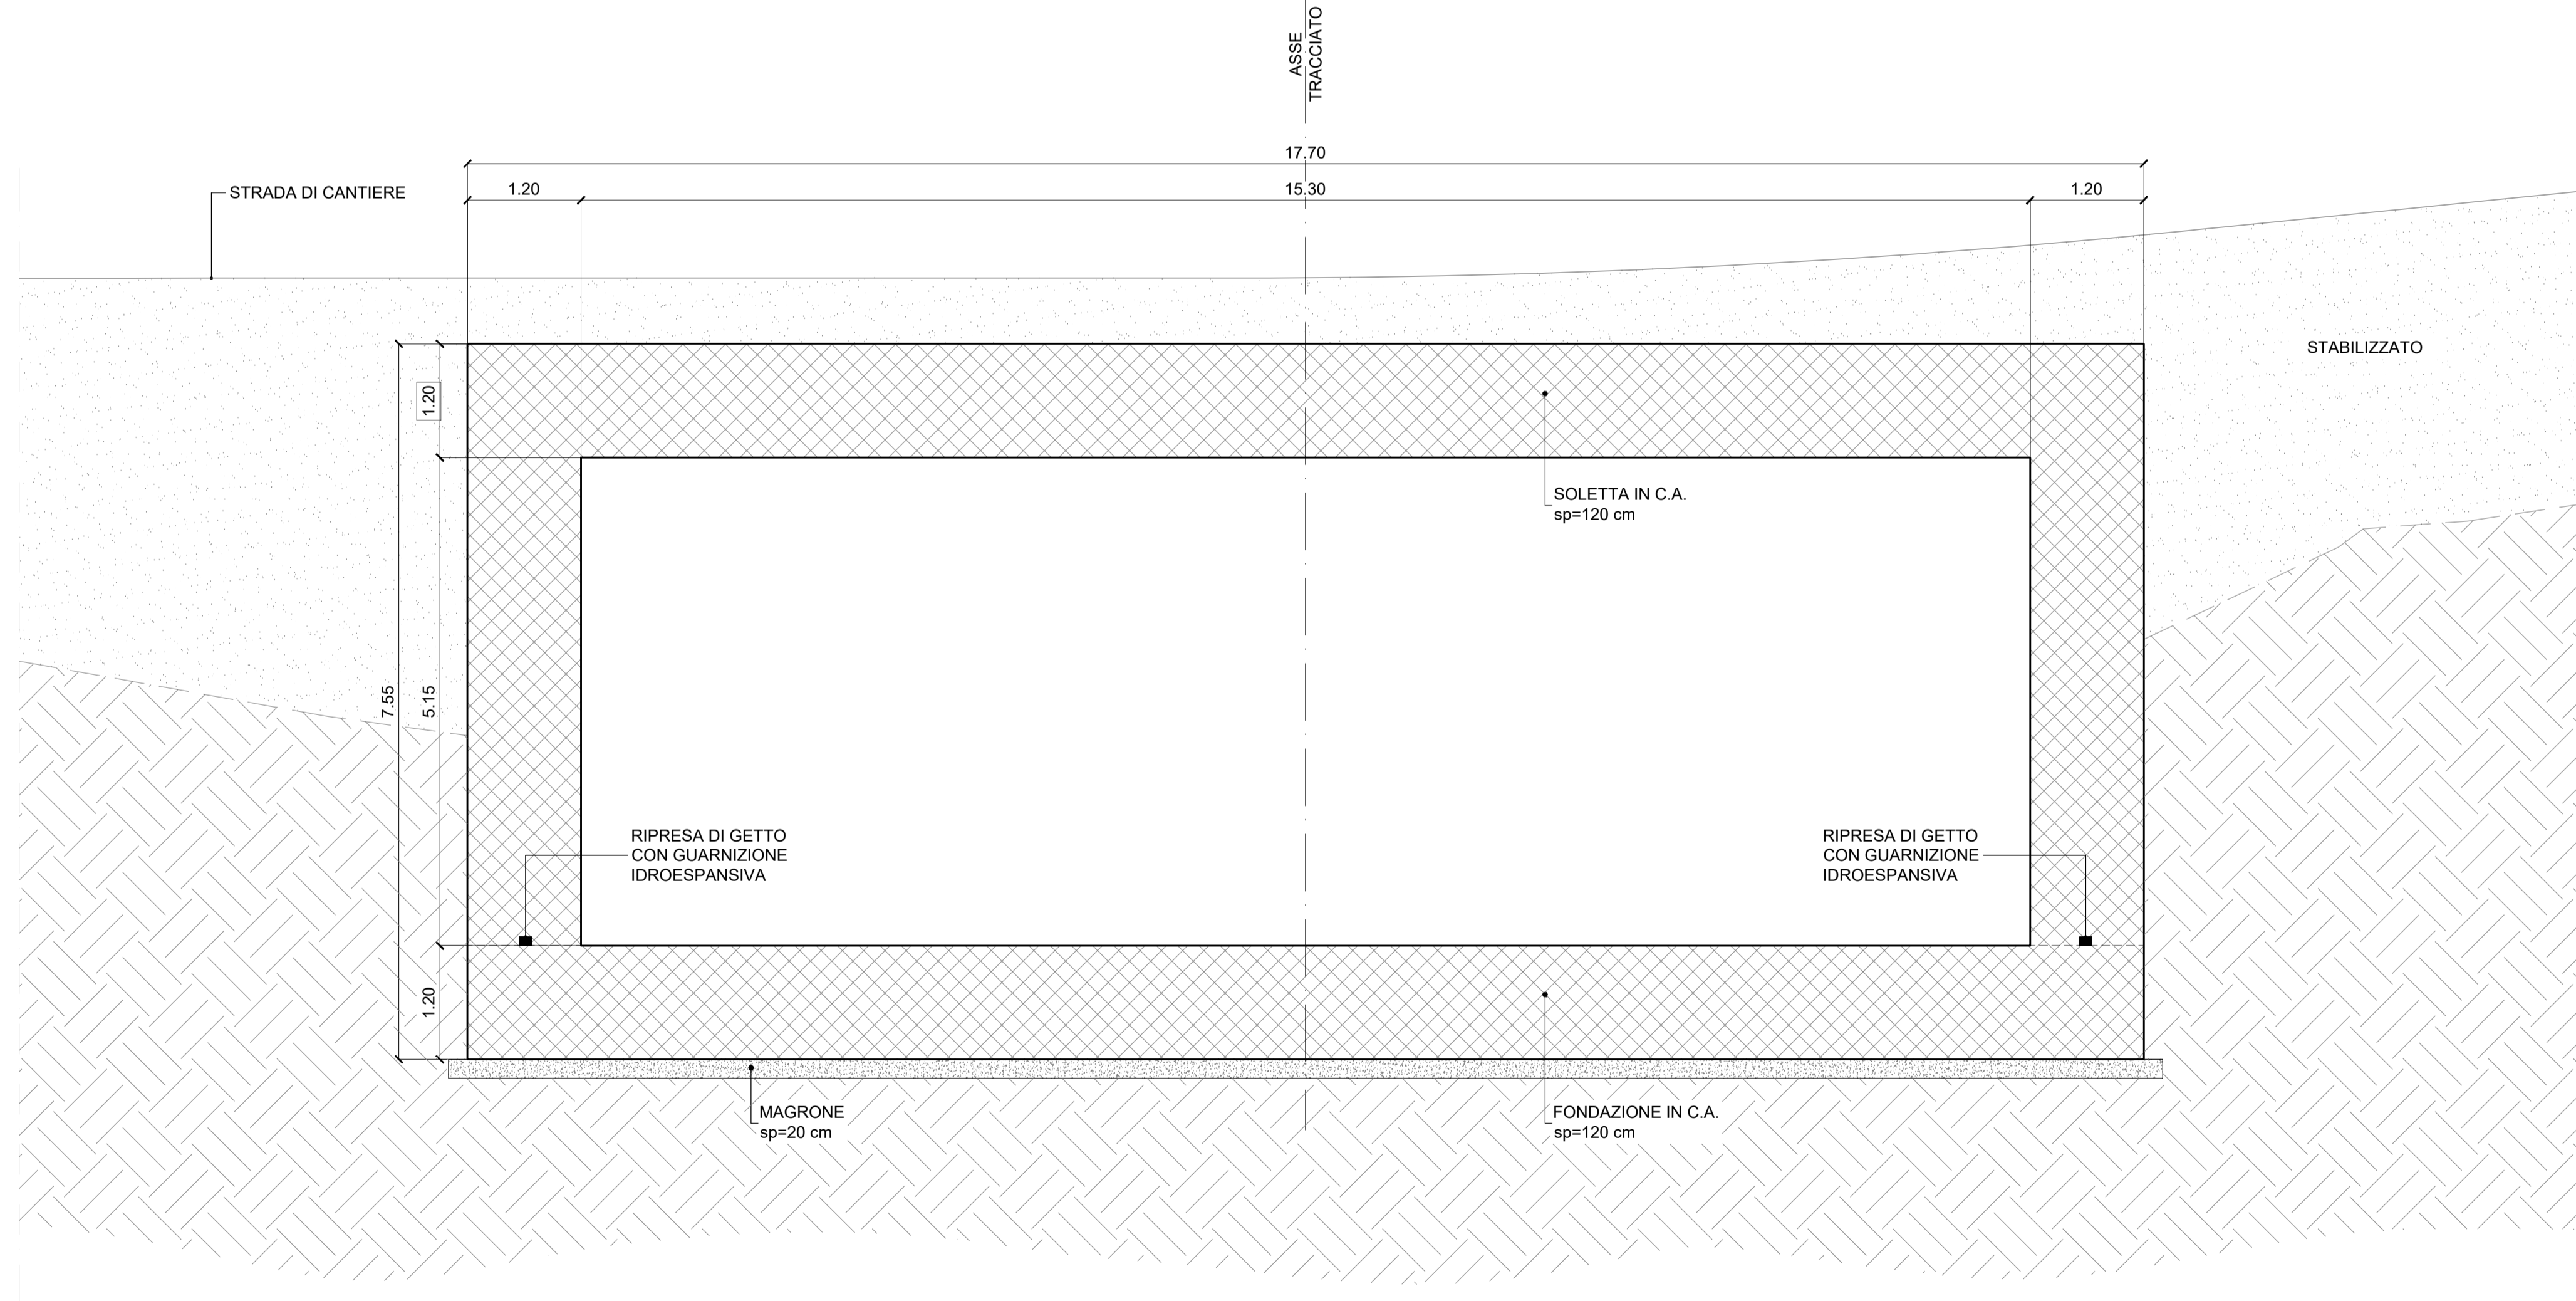 ASSE
TRACCIATO
17.70
1.20
15.30
1.20
STRADA DI CANTIERE
STABILIZZATO
1.20
SOLETTA IN C.A.
sp=120 cm
7.55
5.15
RIPRESA DI GETTO
CON GUARNIZIONE
IDROESPANSIVA
RIPRESA DI GETTO
CON GUARNIZIONE
IDROESPANSIVA
1.20
MAGRONE
sp=20 cm
FONDAZIONE IN C.A.
sp=120 cm